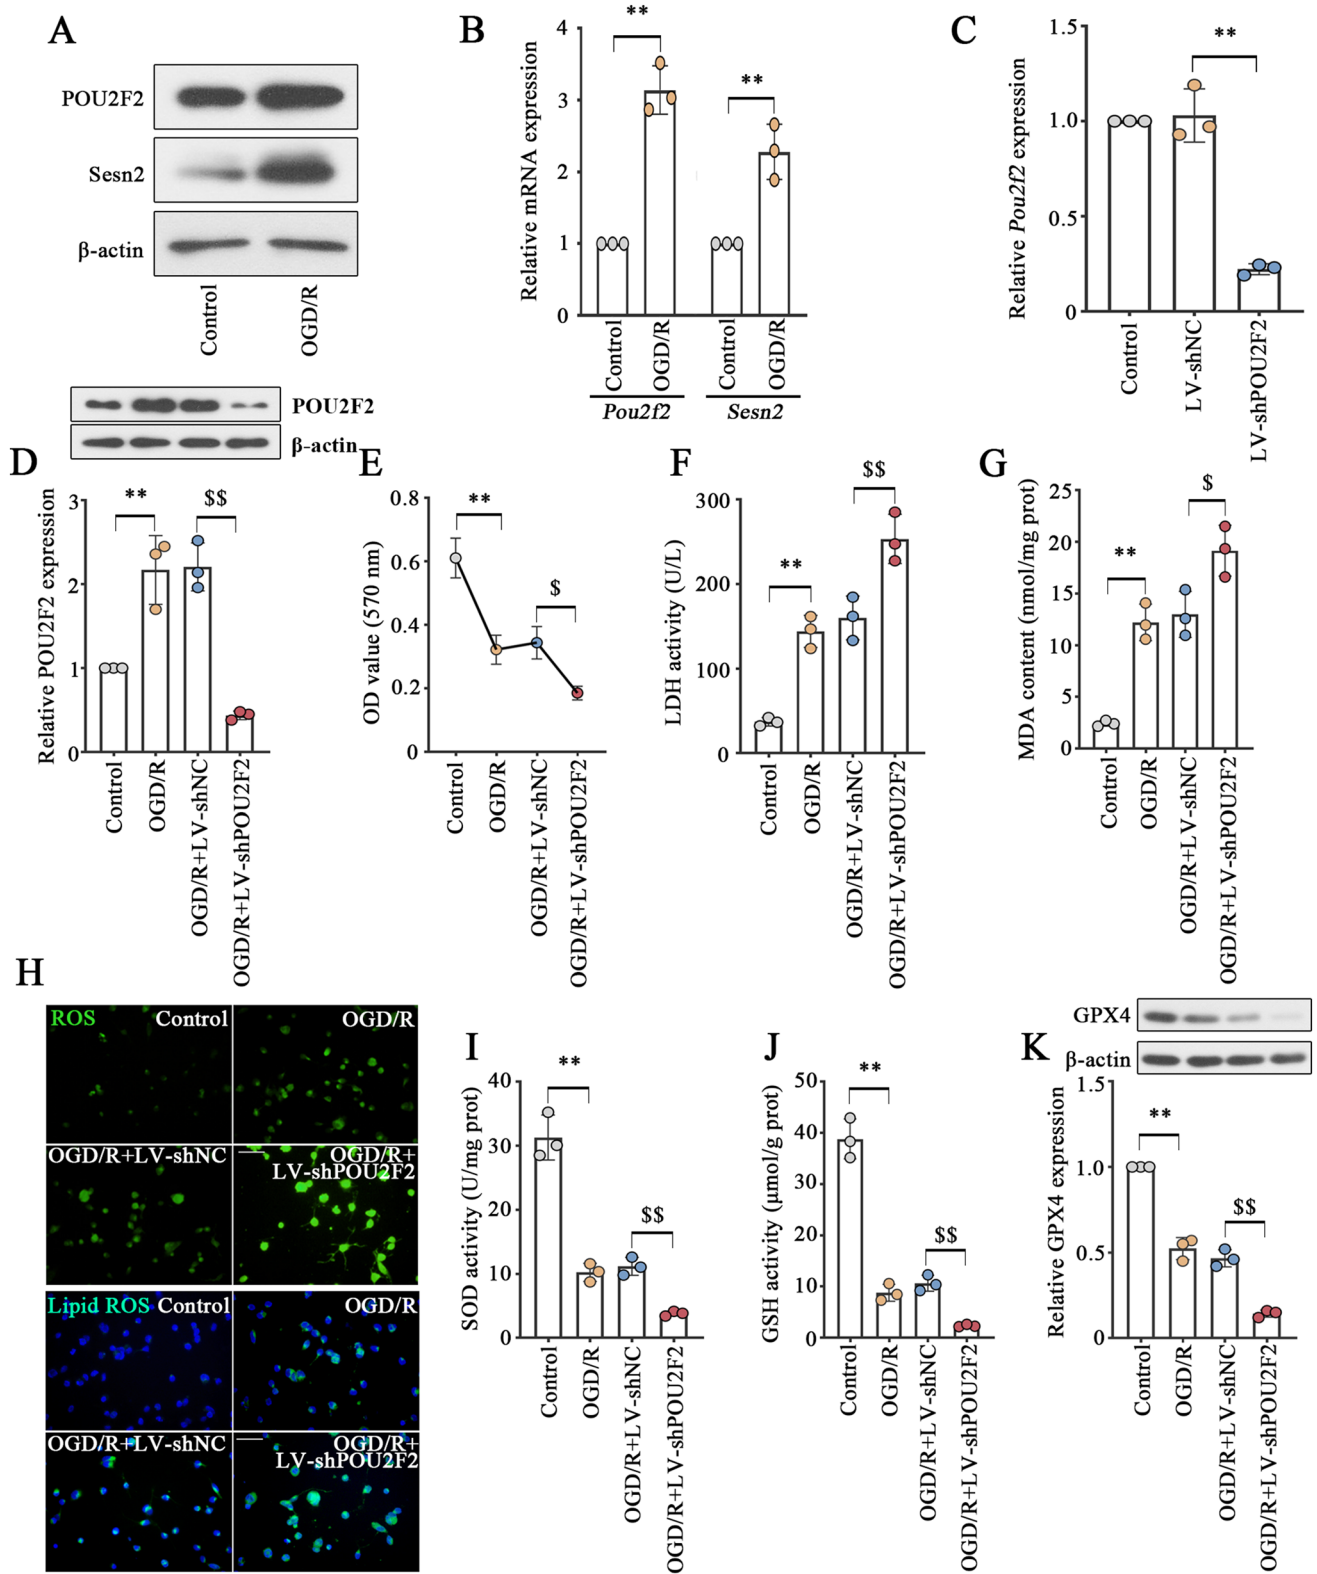 A
POU2F2
Sesn2
β-actin
Control
OGD/R
B
Relative mRNA expression
4
3
2
1
0
**
**
Control
OGD/R
Control
OGD/R
Pou2f2
Sesn2
C
Relative Pou2f2 expression
1.5
1.0
0.5
0
**
Control
LV-shNC
LV-shPOU2F2
POU2F2
β-actin
D
Relative POU2F2 expression
3
2
1
0
**
$$
Control
OGD/R
OGD/R+LV-shNC
OGD/R+LV-shPOU2F2
E
OD value (570 nm)
0.8
0.6
0.4
0.2
0
**
$
Control
OGD/R
OGD/R+LV-shNC
OGD/R+LV-shPOU2F2
F
LDH activity (U/L)
300
200
100
0
**
$$
Control
OGD/R
OGD/R+LV-shNC
OGD/R+LV-shPOU2F2
G
MDA content (nmol/mg prot)
25
20
15
10
5
0
**
$
Control
OGD/R
OGD/R+LV-shNC
OGD/R+LV-shPOU2F2
H
ROS
Control
OGD/R
OGD/R+LV-shNC
OGD/R+
LV-shPOU2F2
Lipid ROS
Control
OGD/R
OGD/R+LV-shNC
OGD/R+
LV-shPOU2F2
I
SOD activity (U/mg prot)
40
30
20
10
0
**
$$
Control
OGD/R
OGD/R+LV-shNC
OGD/R+LV-shPOU2F2
J
GSH activity (μmol/g prot)
50
40
30
20
10
0
**
$$
Control
OGD/R
OGD/R+LV-shNC
OGD/R+LV-shPOU2F2
GPX4
β-actin
K
Relative GPX4 expression
1.5
1.0
0.5
0
**
$$
Control
OGD/R
OGD/R+LV-shNC
OGD/R+LV-shPOU2F2